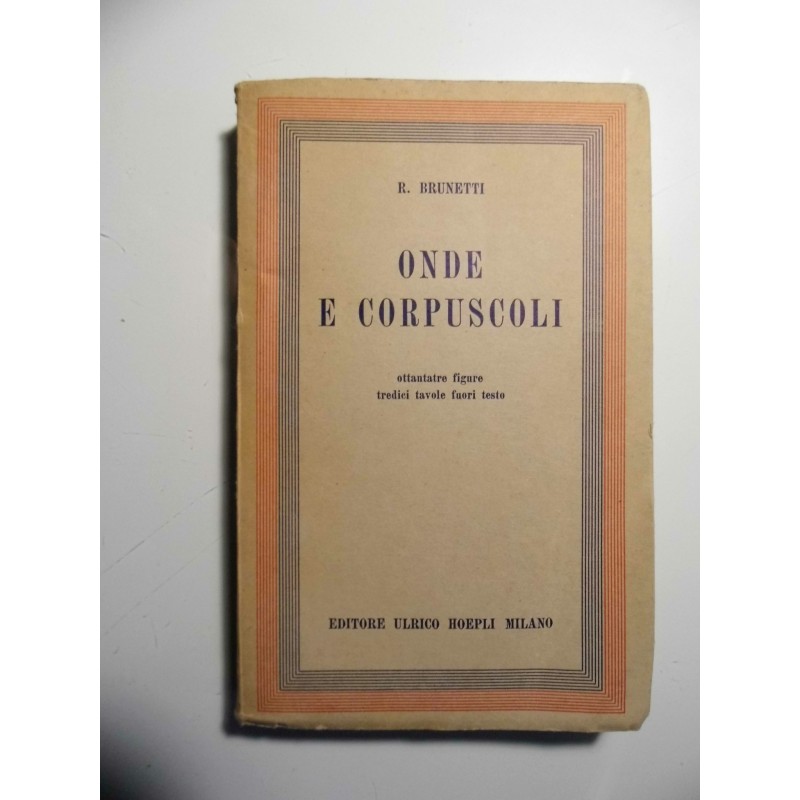 R. BRUNETTI
ONDE
E CORPUSCOLI
ottantatre figure
tredici tavole fuori testo
EDITORE ULRICO HOEPLI MILANO